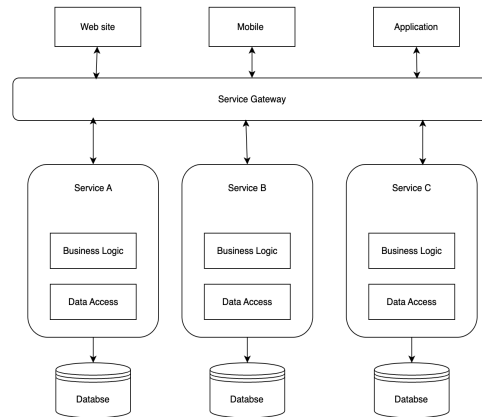 Web site
Mobile
Application
Service Gateway
Service A
Service B
Service C
Business Logic
Business Logic
Business Logic
Data Access
Data Access
Data Access
Databse
Databse
Databse